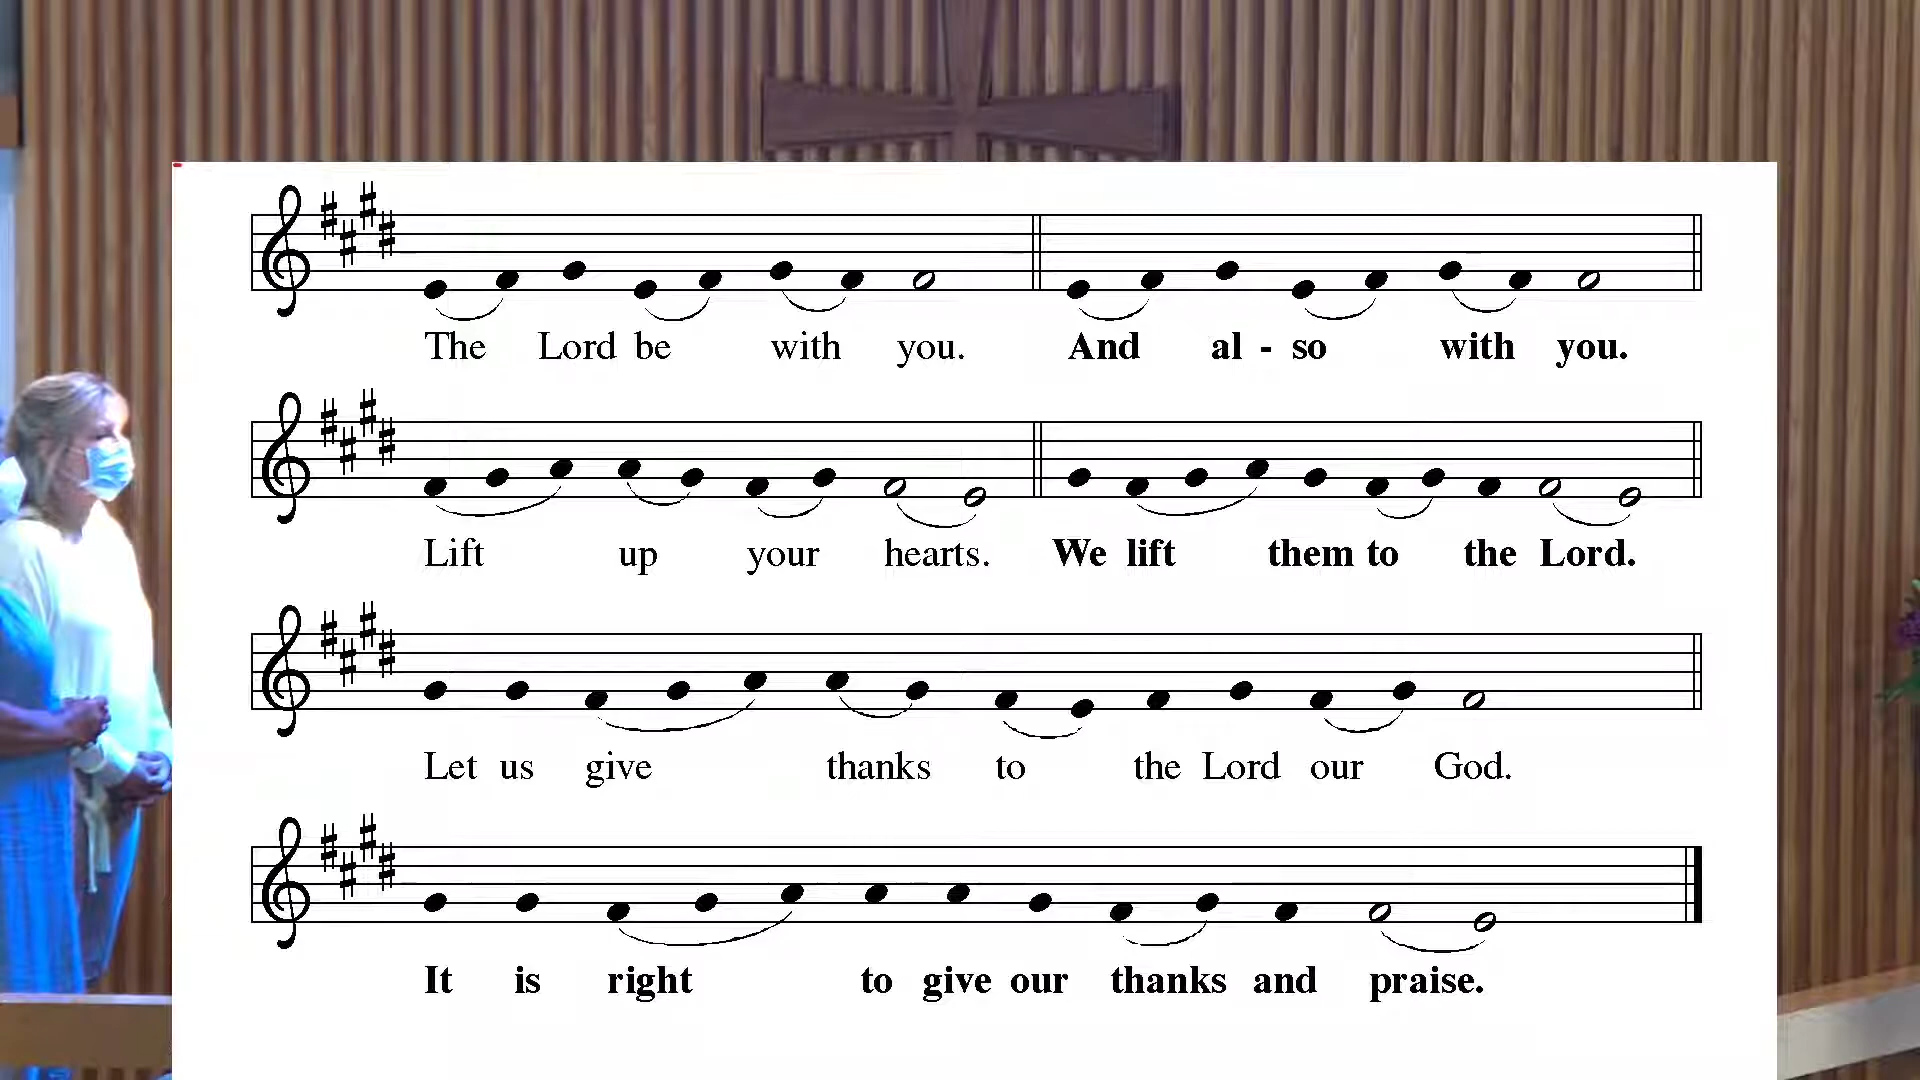 The Lord be with you. And al - so with you.
Lift up your hearts. We lift them to the Lord.
Let us give thanks to the Lord our God.
It is right to give our thanks and praise.